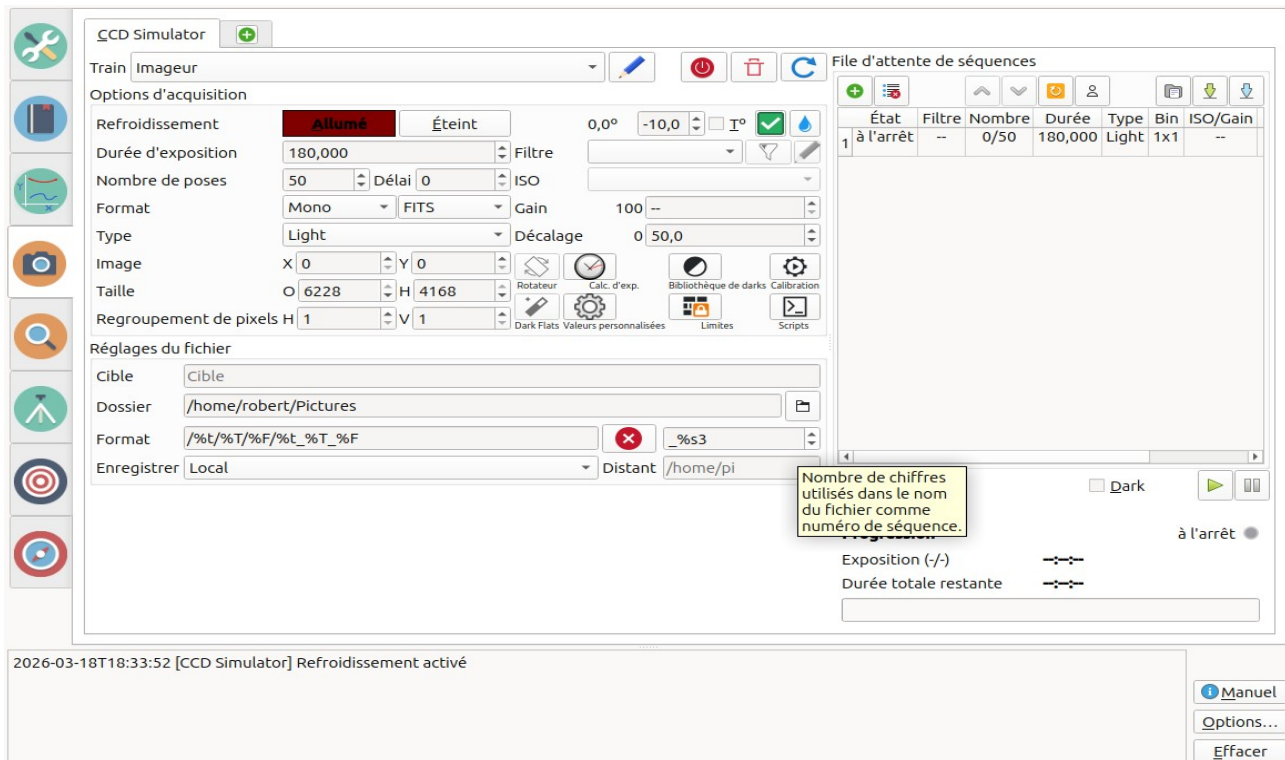 CCD Simulator
Train Imageur
Options d'acquisition
Refroidissement Allumé Éteint 0,0° -10,0 T°
Durée d'exposition 180,000 Filtre
Nombre de poses 50 Délai 0 ISO
Format Mono FITS Gain 100 --
Type Light Décalage 0 50,0
Image X 0 Y 0
Rotateur Calc. d'exp. Bibliothèque de darks Calibration
Taille O 6228 H 4168
Regroupement de pixels H 1 V 1
Dark Flats Valeurs personnalisées Limites Scripts
Réglages du fichier
Cible Cible
Dossier /home/robert/Pictures
Format /%t/%T/%F/%t_%T_%F _%s3
Enregistrer Local Distant /home/pi
File d'attente de séquences
État Filtre Nombre Durée Type Bin ISO/Gain
1 à l'arrêt -- 0/50 180,000 Light 1x1 --
Nombre de chiffres
utilisés dans le nom
du fichier comme
numéro de séquence.
Dark
Progression à l'arrêt
Exposition (-/-) --:--:--
Durée totale restante --:--:--
2026-03-18T18:33:52 [CCD Simulator] Refroidissement activé
Manuel
Options...
Effacer